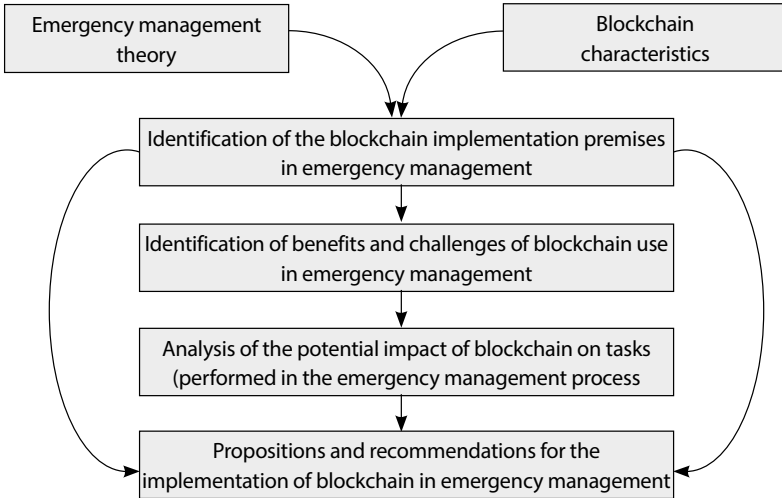 Emergency management
theory
Blockchain
characteristics
Identification of the blockchain implementation premises
in emergency management
Identification of benefits and challenges of blockchain use
in emergency management
Analysis of the potential impact of blockchain on tasks
(performed in the emergency management process
Propositions and recommendations for the
implementation of blockchain in emergency management